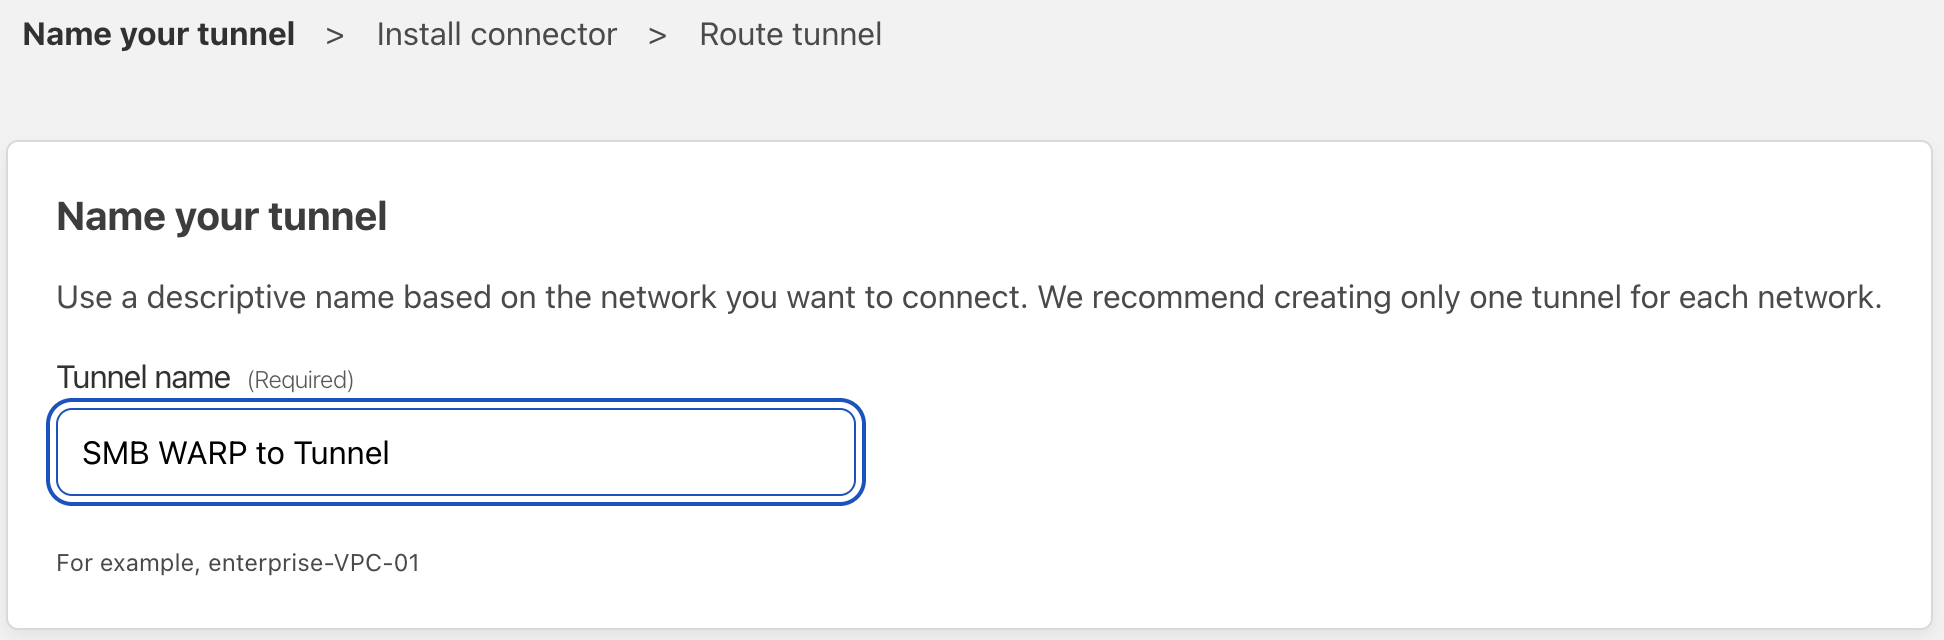 Name your tunnel > Install connector > Route tunnel
Name your tunnel
Use a descriptive name based on the network you want to connect. We recommend creating only one tunnel for each network.
Tunnel name (Required)
SMB WARP to Tunnel
For example, enterprise-VPC-01